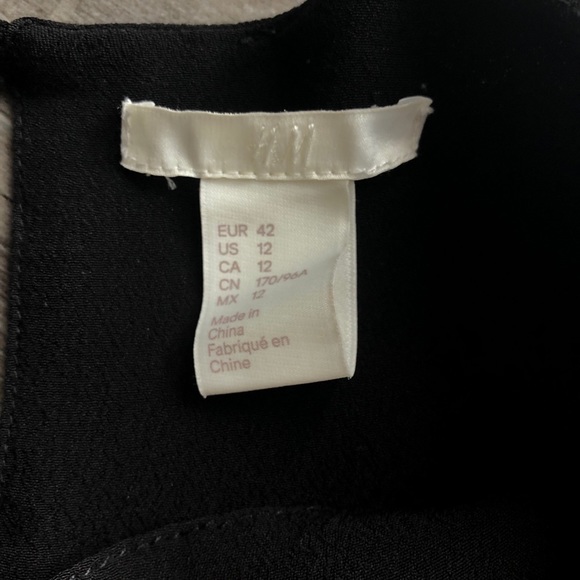 EUR 42
US 12
CA 12
CN 170/96A
MX 12
Made in
China
Fabriqué en
Chine